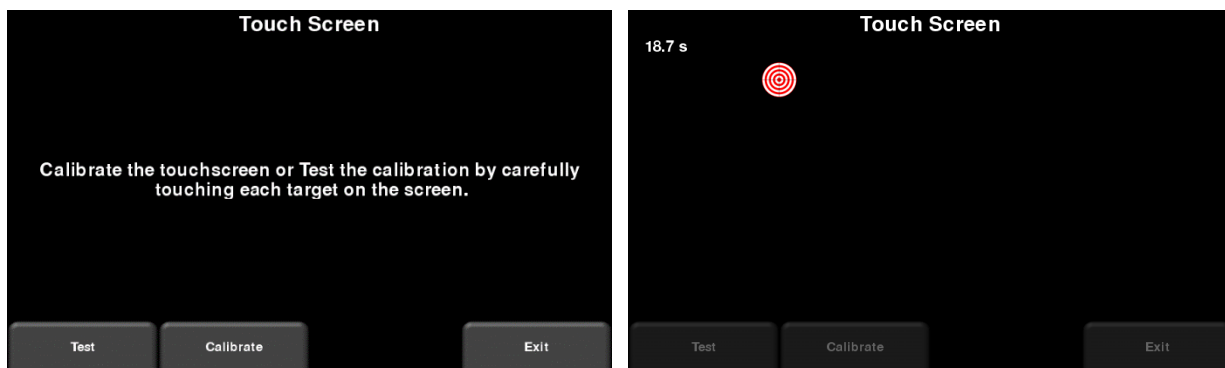 Touch Screen
Calibrate the touchscreen or Test the calibration by carefully
touching each target on the screen.
Test
Calibrate
Exit
Touch Screen
18.7 s
Test
Calibrate
Exit